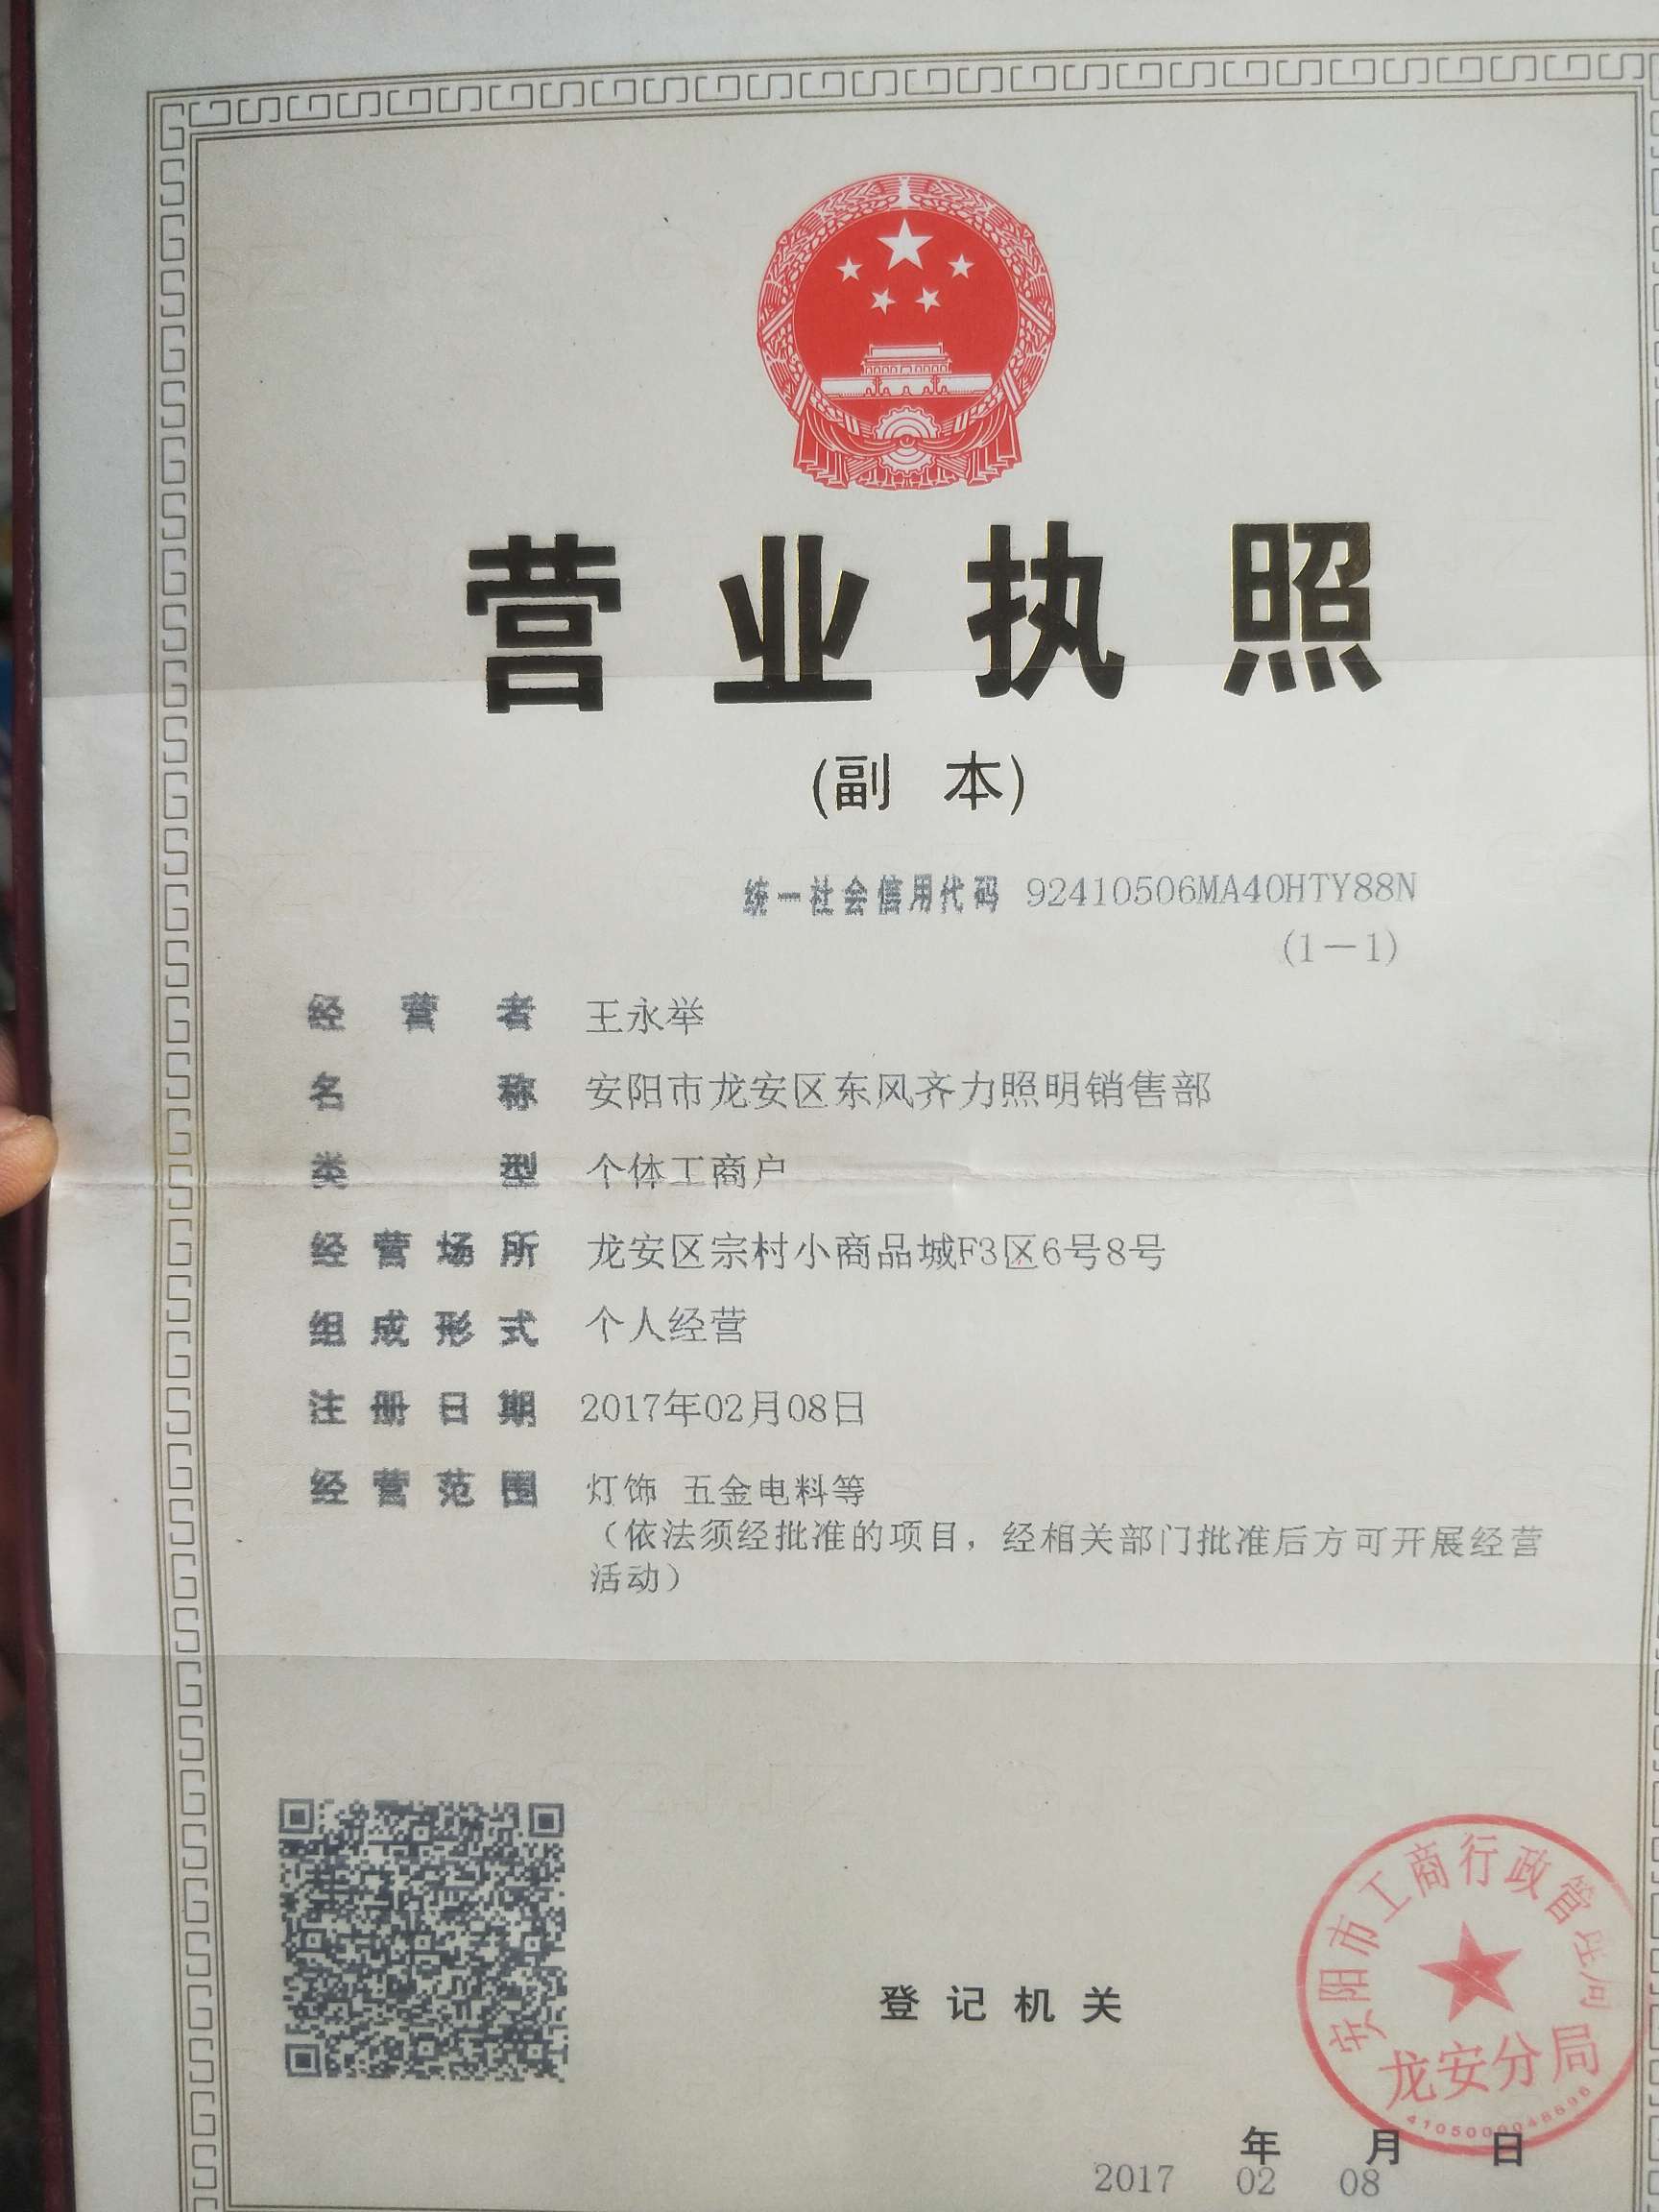 营业执照
(副 本)
统一社会信用代码 92410506MA40HTY88N
(1-1)
经营者 王永举
名称 安阳市龙安区东风齐力照明销售部
类型 个体工商户
经营场所 龙安区宗村小商品城F3区6号8号
组成形式 个人经营
注册日期 2017年02月08日
经营范围 灯饰 五金电料等
（依法须经批准的项目，经相关部门批准后方可开展经营
活动）
登记机关
安阳市工商行政管理局
龙安分局
年 月 日
2017 02 08